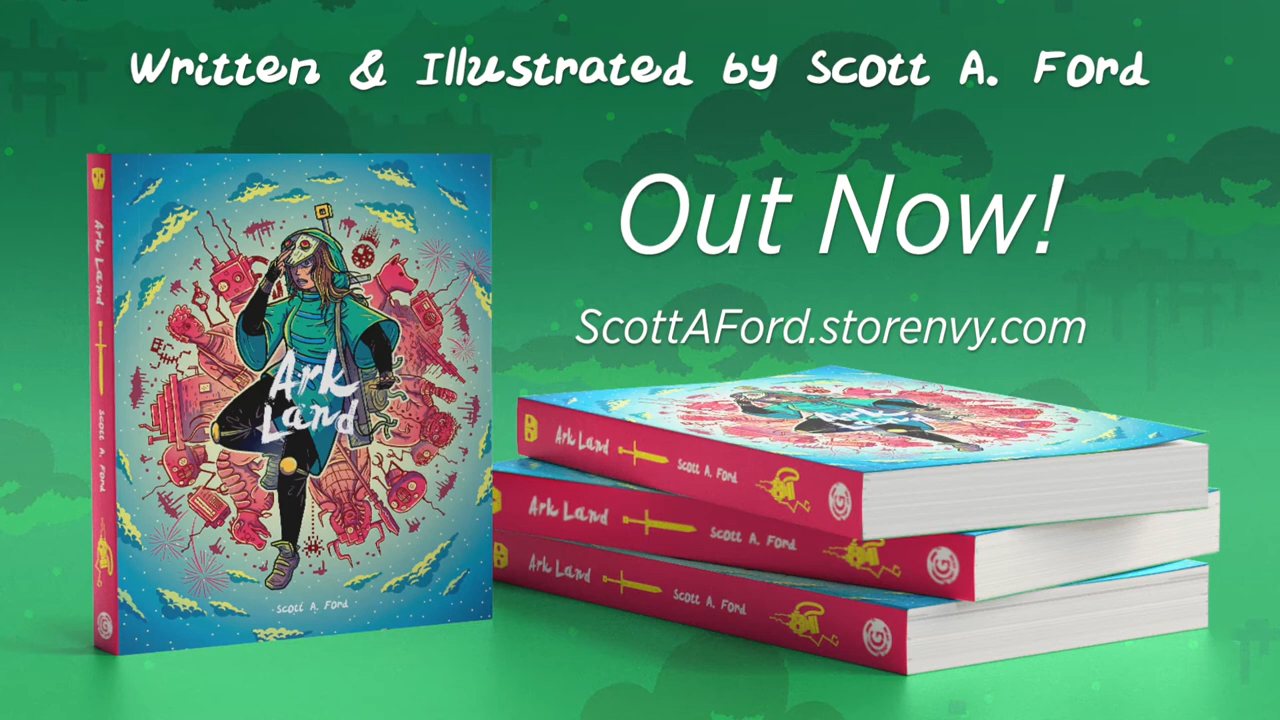 Written & Illustrated by Scott A. Ford
Out Now!
ScottAFord.storenvy.com
Ark Land
Scott A. Ford
Ark
Land
Scott A. Ford
Ark Land
Scott A. Ford
Ark Land
Scott A. Ford
Ark Land
Scott A. Ford